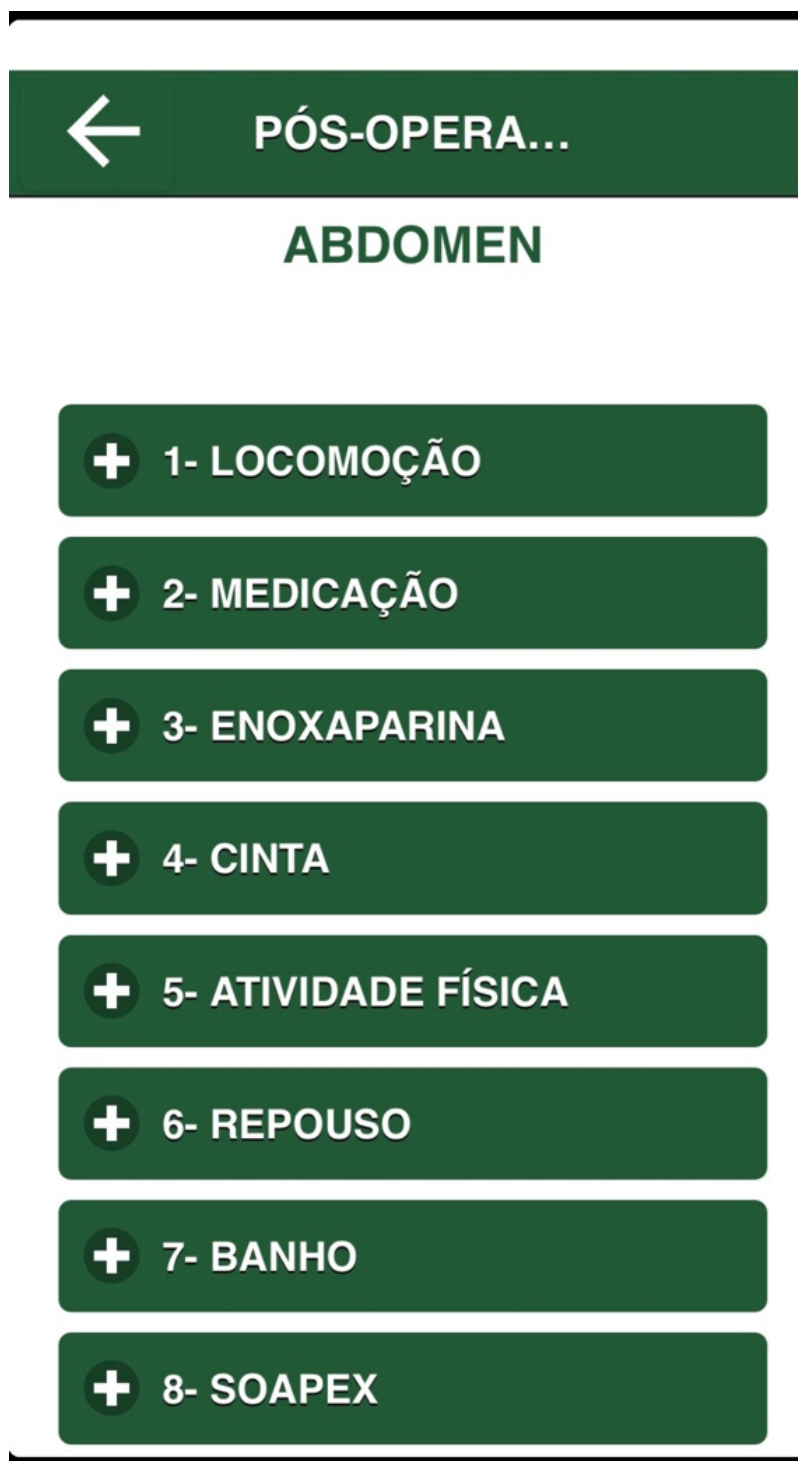 PÓS-OPERA...
ABDOMEN
1- LOCOMOÇÃO
2- MEDICAÇÃO
3- ENOXAPARINA
4- CINTA
5- ATIVIDADE FÍSICA
6- REPOUSO
7- BANHO
8- SOAPEX